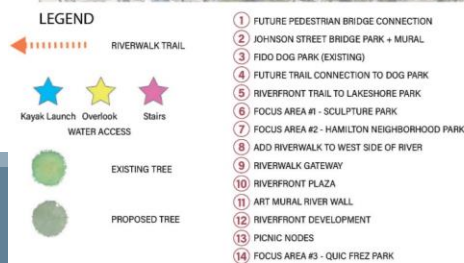 LEGEND
RIVERWALK TRAIL
Kayak Launch Overlook Stairs
WATER ACCESS
EXISTING TREE
PROPOSED TREE
1 FUTURE PEDESTRIAN BRIDGE CONNECTION
2 JOHNSON STREET BRIDGE PARK + MURAL
3 FIDO DOG PARK (EXISTING)
4 FUTURE TRAIL CONNECTION TO DOG PARK
5 RIVERFRONT TRAIL TO LAKESHORE PARK
6 FOCUS AREA #1 - SCULPTURE PARK
7 FOCUS AREA #2 - HAMILTON NEIGHBORHOOD PARK
8 ADD RIVERWALK TO WEST SIDE OF RIVER
9 RIVERWALK GATEWAY
10 RIVERFRONT PLAZA
11 ART MURAL RIVER WALL
12 RIVERFRONT DEVELOPMENT
13 PICNIC NODES
14 FOCUS AREA #3 - QUIC FREZ PARK